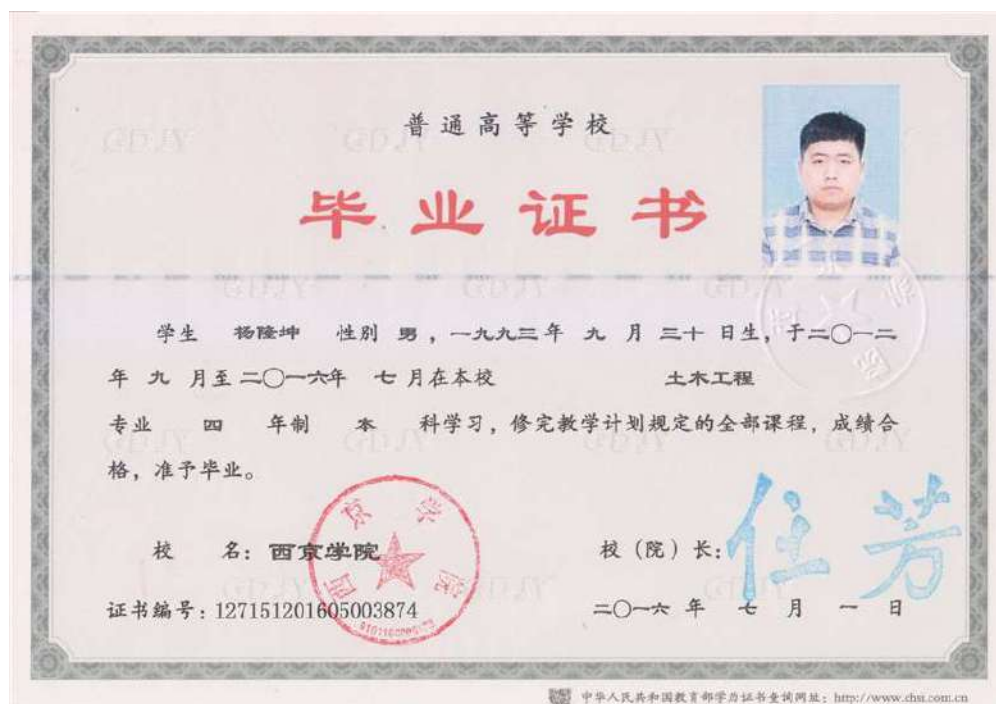 普通高等学校
毕业证书
学生 杨隆坤 性别 男，一九九三年 九 月 三十 日生，于二〇一二
年 九 月至二〇一六年 七 月在本校 土木工程
专业 四 年制 本 科学习，修完教学计划规定的全部课程，成绩合
格，准予毕业。
校 名：西京学院
校（院）长：任芳
证书编号：127151201605003874
二〇一六 年 七 月 一 日
西京学院
中华人民共和国教育部学历证书查询网址：http://www.chsi.com.cn